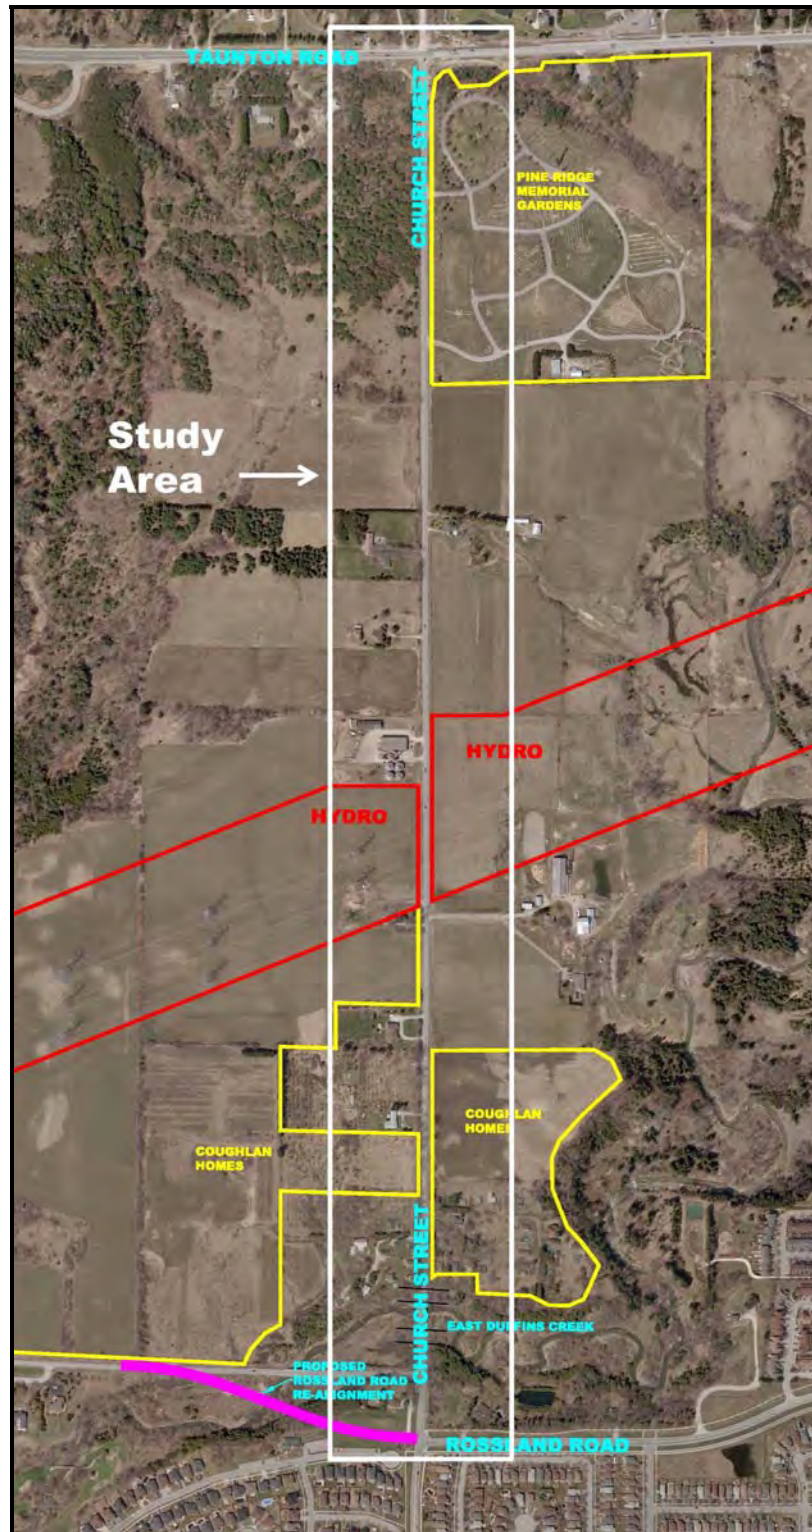 TAUNTON ROAD
CHURCH STREET
PINE RIDGE
MEMORIAL
GARDENS
Study
Area
HYDRO
HYDRO
COUGHLAN
HOMES
COUGHLAN
HOMES
CHURCH STREET
EAST DUFFINS CREEK
PROPOSED
ROSSLAND ROAD
RE-ALIGNMENT
ROSSLAND ROAD